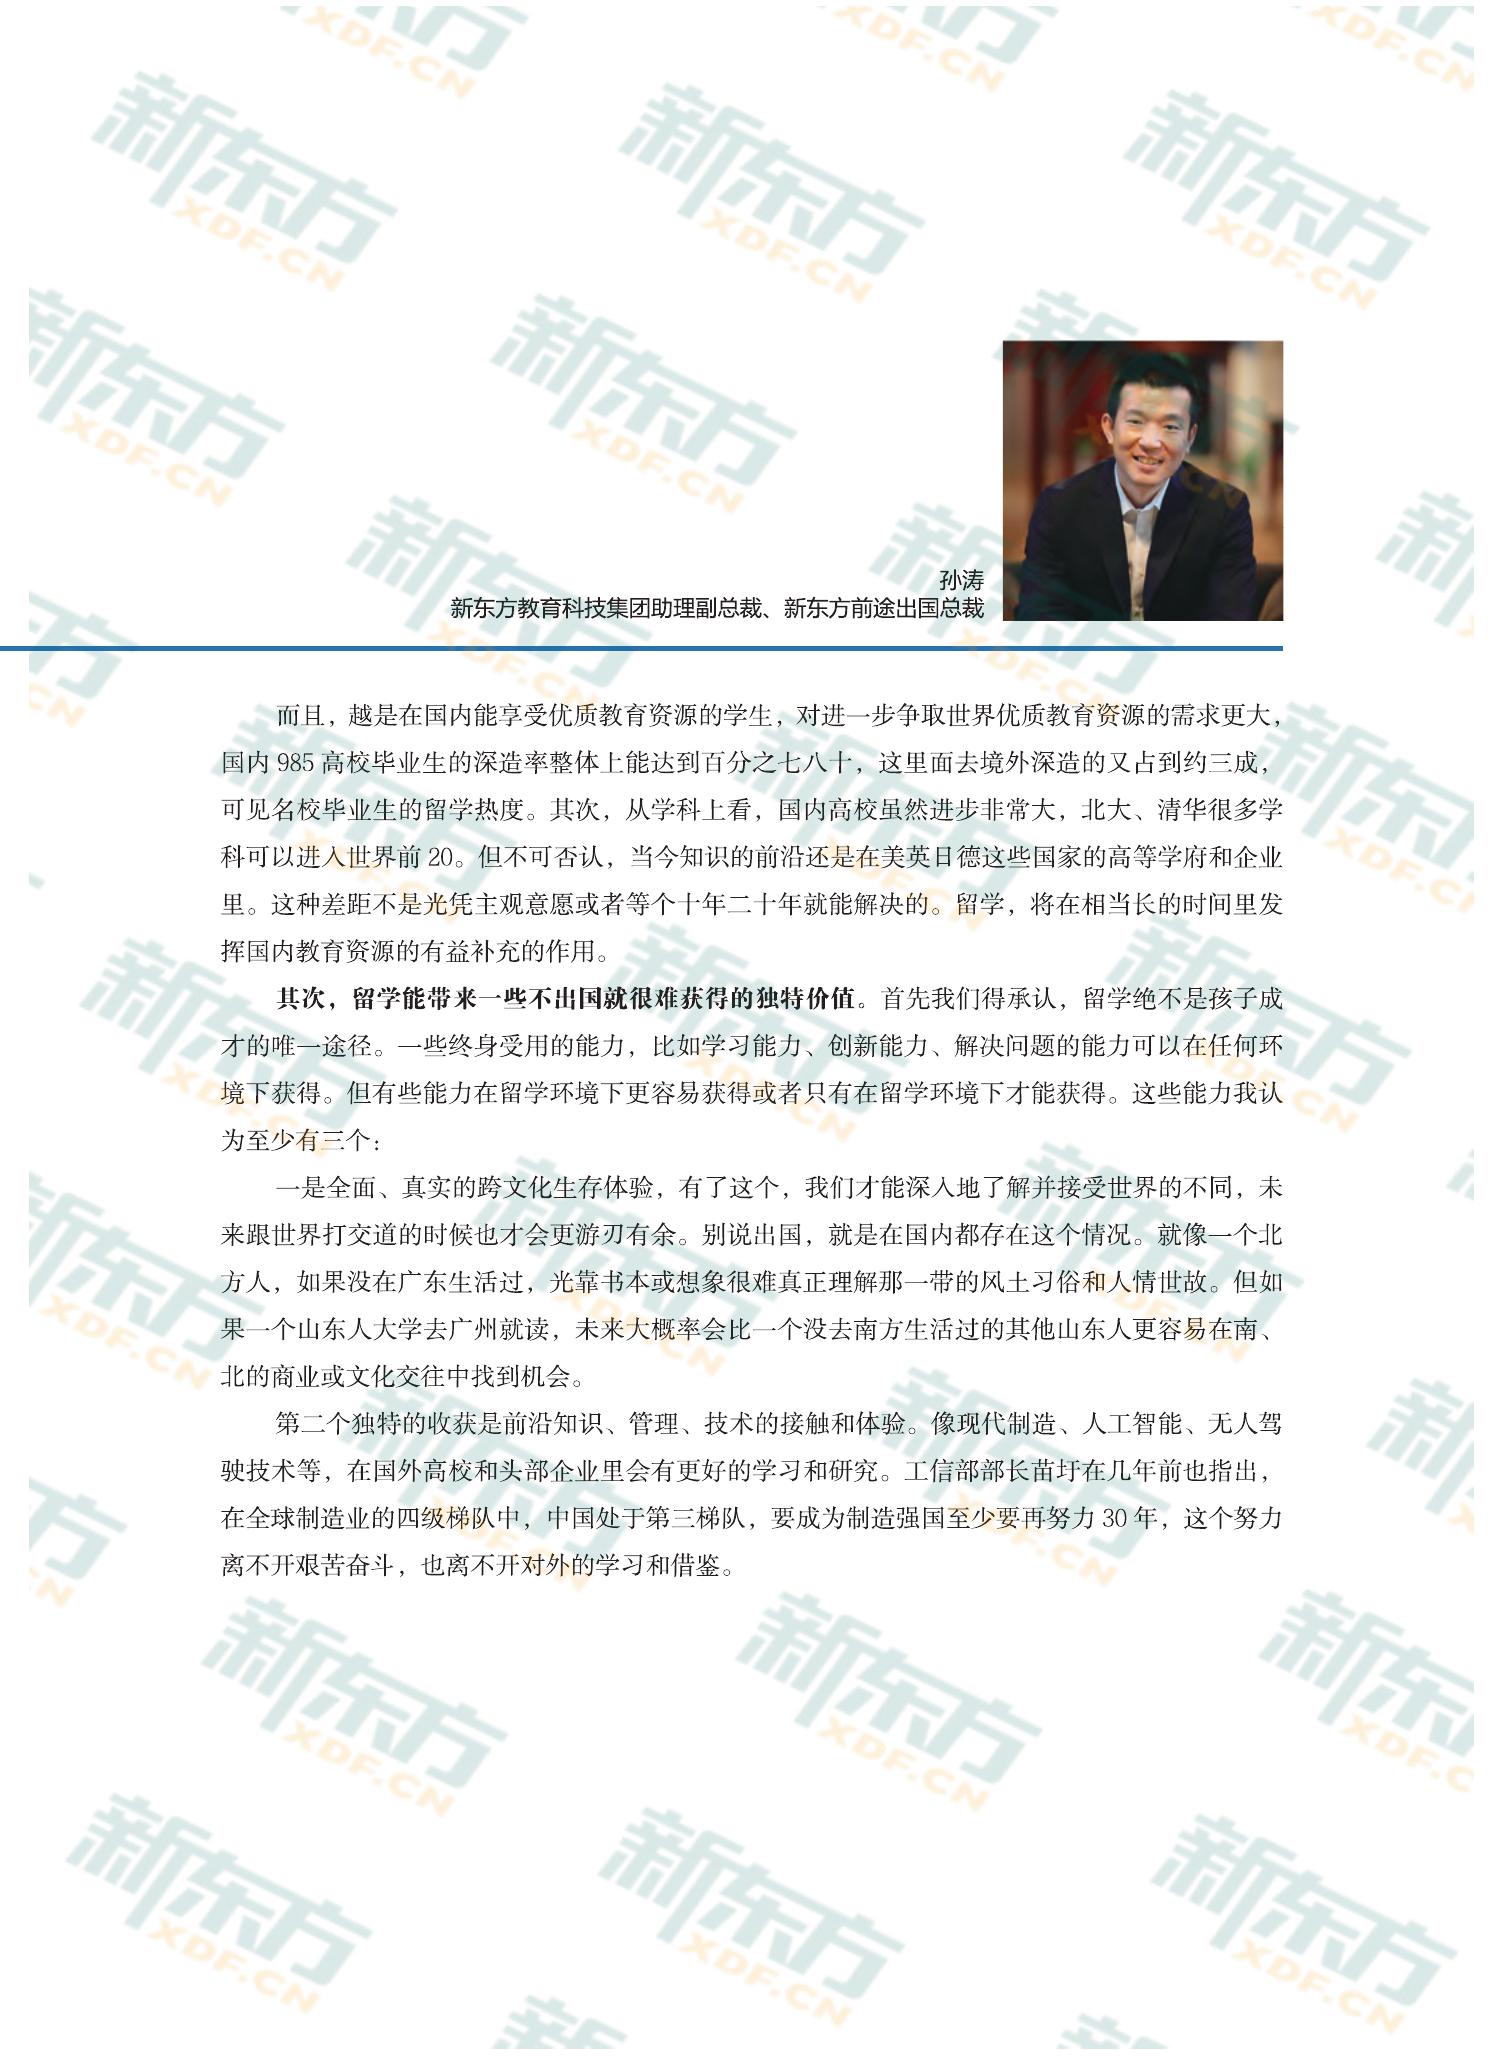 孙涛
新东方教育科技集团助理副总裁、新东方前途出国总裁
而且，越是在国内能享受优质教育资源的学生，对进一步争取世界优质教育资源的需求更大，
国内 985 高校毕业生的深造率整体上能达到百分之七八十，这里面去境外深造的又占到约三成，
可见名校毕业生的留学热度。其次，从学科上看，国内高校虽然进步非常大，北大、清华很多学
科可以进入世界前 20。但不可否认，当今知识的前沿还是在美英日德这些国家的高等学府和企业
里。这种差距不是光凭主观意愿或者等个十年二十年就能解决的。留学，将在相当长的时间里发
挥国内教育资源的有益补充的作用。
其次，留学能带来一些不出国就很难获得的独特价值。首先我们得承认，留学绝不是孩子成
才的唯一途径。一些终身受用的能力，比如学习能力、创新能力、解决问题的能力可以在任何环
境下获得。但有些能力在留学环境下更容易获得或者只有在留学环境下才能获得。这些能力我认
为至少有三个：
一是全面、真实的跨文化生存体验，有了这个，我们才能深入地了解并接受世界的不同，未
来跟世界打交道的时候也才会更游刃有余。别说出国，就是在国内都存在这个情况。就像一个北
方人，如果没在广东生活过，光靠书本或想象很难真正理解那一带的风土习俗和人情世故。但如
果一个山东人大学去广州就读，未来大概率会比一个没去南方生活过的其他山东人更容易在南、
北的商业或文化交往中找到机会。
第二个独特的收获是前沿知识、管理、技术的接触和体验。像现代制造、人工智能、无人驾
驶技术等，在国外高校和头部企业里会有更好的学习和研究。工信部部长苗圩在几年前也指出，
在全球制造业的四级梯队中，中国处于第三梯队，要成为制造强国至少要再努力 30 年，这个努力
离不开艰苦奋斗，也离不开对外的学习和借鉴。
新东方
XDF.CN